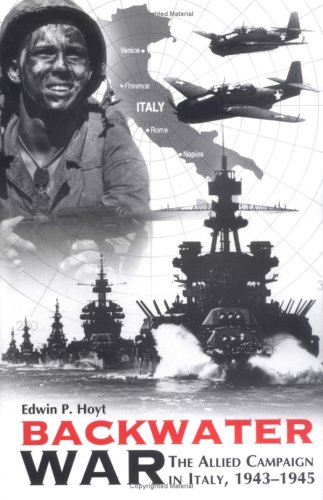 Venice
Florence
ITALY
Rome
Naples
Edwin P. Hoyt
BACKWATER
WAR
THE ALLIED CAMPAIGN
IN ITALY, 1943–1945